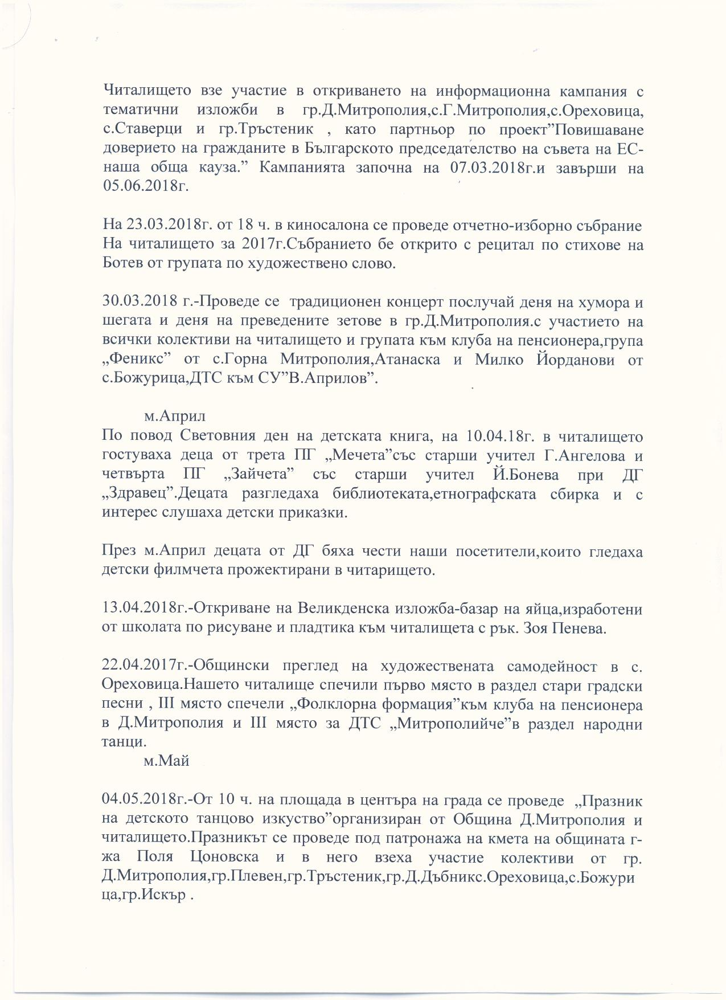 Читалището взе участие в откриването на информационна кампания с
тематични изложби в гр.Д.Митрополия,с.Г.Митрополия,с.Ореховица,
с.Ставерци и гр.Тръстеник , като партньор по проект”Повишаване
доверието на гражданите в Българското председателство на съвета на ЕС-
наша обща кауза.” Кампанията започна на 07.03.2018г.и завърши на
05.06.2018г.
На 23.03.2018г. от 18 ч. в киносалона се проведе отчетно-изборно събрание
На читалището за 2017г.Събранието бе открито с рецитал по стихове на
Ботев от групата по художествено слово.
30.03.2018 г.-Проведе се традиционен концерт послучай деня на хумора и
шегата и деня на преведените зетове в гр.Д.Митрополия.с участието на
всички колективи на читалището и групата към клуба на пенсионера,група
„Феникс” от с.Горна Митрополия,Атанаска и Милко Йорданови от
с.Божурица,ДТС към СУ”В.Априлов”.
м.Април
По повод Световния ден на детската книга, на 10.04.18г. в читалището
гостуваха деца от трета ПГ „Мечета”със старши учител Г.Ангелова и
четвърта ПГ „Зайчета” със старши учител Й.Бонева при ДГ
„Здравец”.Децата разгледаха библиотеката,етнографската сбирка и с
интерес слушаха детски приказки.
През м.Април децата от ДГ бяха чести наши посетители,които гледаха
детски филмчета прожектирани в читарището.
13.04.2018г.-Откриване на Великденска изложба-базар на яйца,изработени
от школата по рисуване и пладтика към читалищета с рък. Зоя Пенева.
22.04.2017г.-Общински преглед на художествената самодейност в с.
Ореховица.Нашето читалище спечили първо място в раздел стари градски
песни , III място спечели „Фолклорна формация”към клуба на пенсионера
в Д.Митрополия и III място за ДТС „Митрополийче”в раздел народни
танци.
м.Май
04.05.2018г.-От 10 ч. на площада в центъра на града се проведе „Празник
на детското танцово изкуство”организиран от Община Д.Митрополия и
читалището.Празникът се проведе под патронажа на кмета на общината г-
жа Поля Цоновска и в него взеха участие колективи от гр.
Д.Митрополия,гр.Плевен,гр.Тръстеник,гр.Д.Дъбникс.Ореховица,с.Божури
ца,гр.Искър .